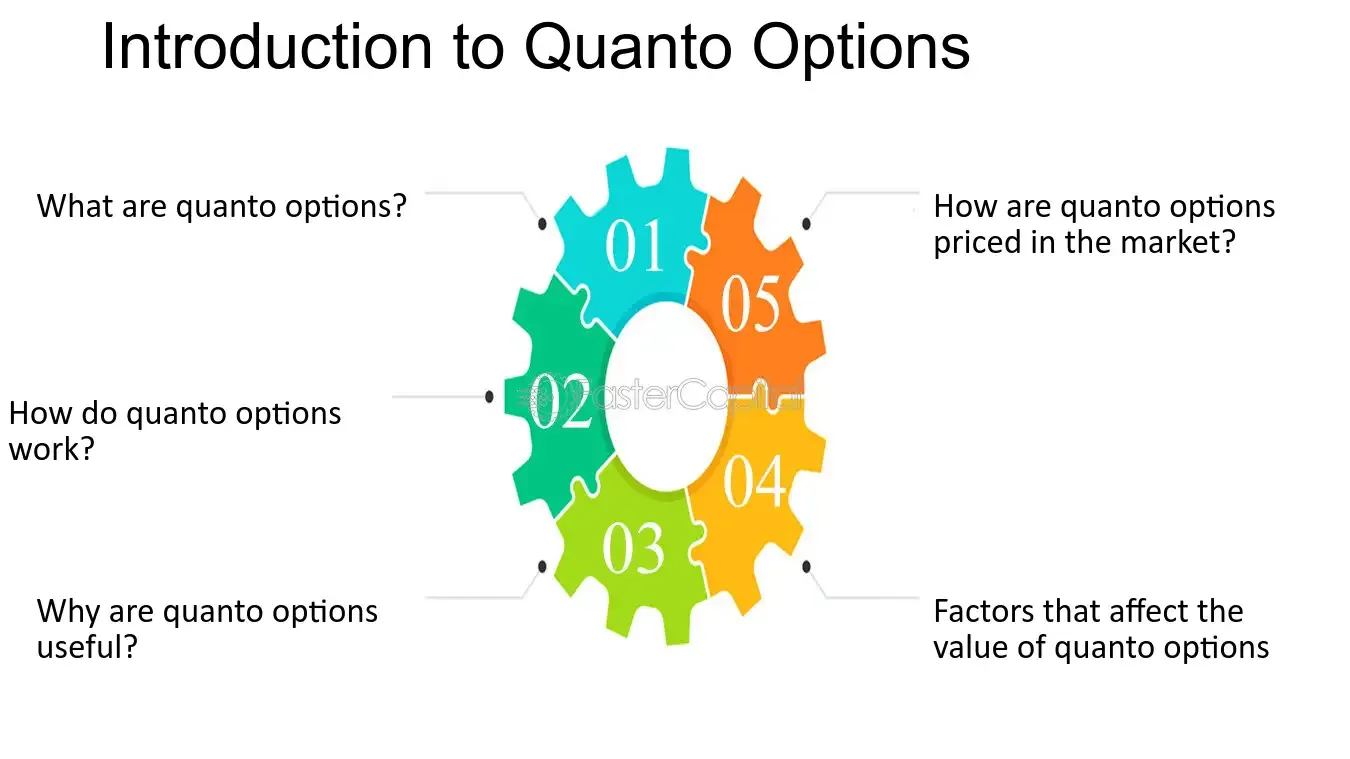 Introduction to Quanto Options
What are quanto options?
01
How are quanto options
priced in the market?
05
How do quanto options
work?
02
FasterCapital
04
03
Why are quanto options
useful?
Factors that affect the
value of quanto options